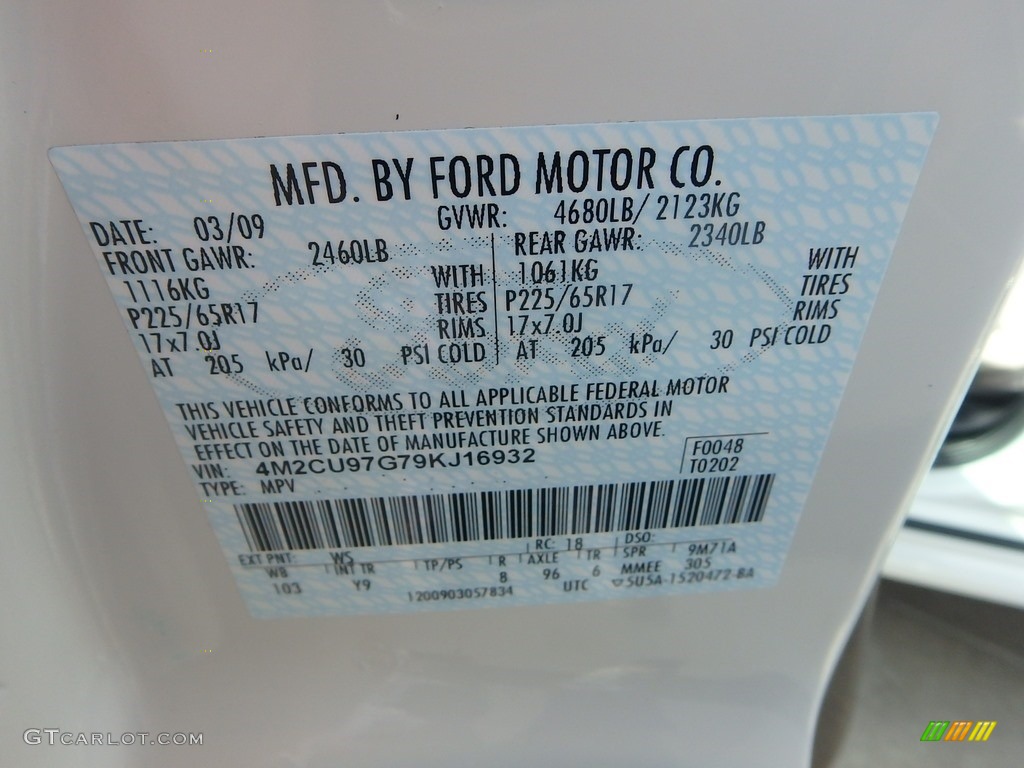 MFD. BY FORD MOTOR CO.
DATE: 03/09 GVWR: 4680LB/ 2123KG
FRONT GAWR: 2460LB REAR GAWR: 2340LB
1116KG WITH 1061KG WITH
P225/65R17 TIRES P225/65R17 TIRES
17x7.0J RIMS 17x7.0J RIMS
AT 205 kPa/ 30 PSI COLD AT 205 kPa/ 30 PSI COLD
THIS VEHICLE CONFORMS TO ALL APPLICABLE FEDERAL MOTOR
VEHICLE SAFETY AND THEFT PREVENTION STANDARDS IN
EFFECT ON THE DATE OF MANUFACTURE SHOWN ABOVE.
VIN: 4M2CU97G79KJ16932 F0048
TYPE: MPV T0202
EXT PNT: WS RC: 18 DSO:
WB INT TR TP/PS R AXLE TR SPR 9M71A
103 Y9 8 96 6 MMEE 305
1200903057834 UTC ▽5U5A-1520472-BA
GTCARLOT.COM